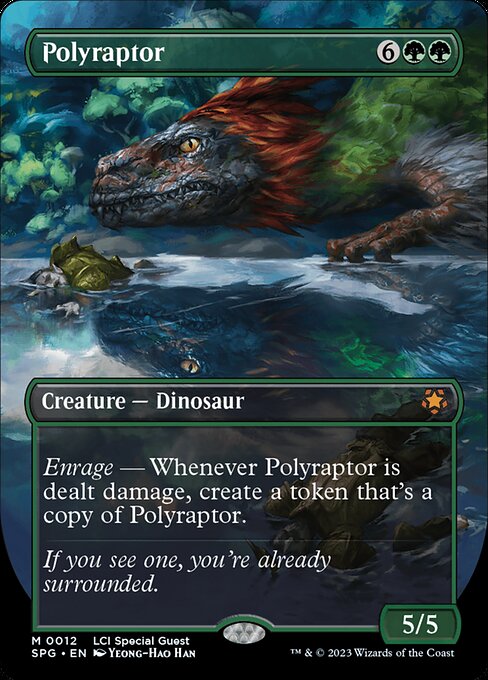 Polyraptor 6
Creature — Dinosaur
Enrage — Whenever Polyraptor is
dealt damage, create a token that's a
copy of Polyraptor.
If you see one, you're already
surrounded.
5/5
M 0012 LCI Special Guest
SPG • EN Yeong-Hao Han
™ & © 2023 Wizards of the Coast